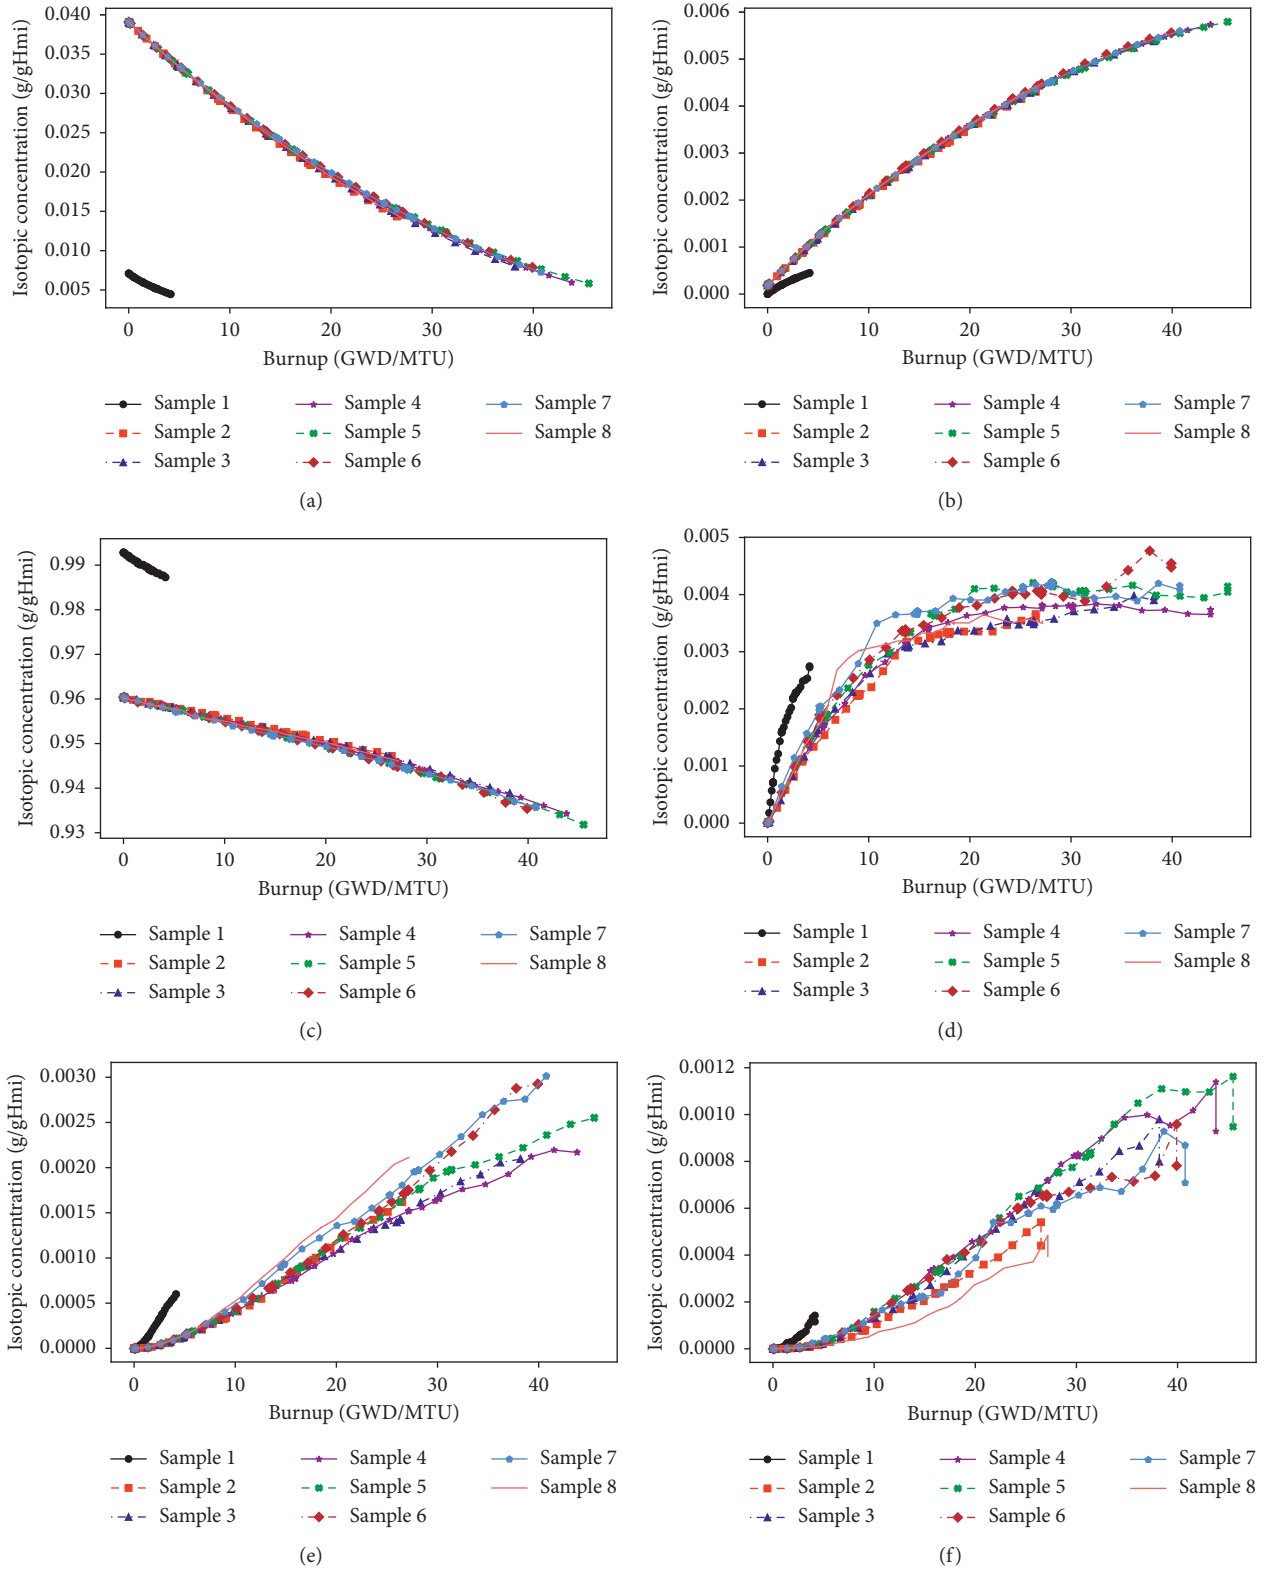 Isotopic concentration (g/gHmi)
0.040
0.035
0.030
0.025
0.020
0.015
0.010
0.005
0 10 20 30 40
Burnup (GWD/MTU)
Sample 1 Sample 4 Sample 7
Sample 2 Sample 5 Sample 8
Sample 3 Sample 6
(a)
Isotopic concentration (g/gHmi)
0.006
0.005
0.004
0.003
0.002
0.001
0.000
0 10 20 30 40
Burnup (GWD/MTU)
Sample 1 Sample 4 Sample 7
Sample 2 Sample 5 Sample 8
Sample 3 Sample 6
(b)
Isotopic concentration (g/gHmi)
0.99
0.98
0.97
0.96
0.95
0.94
0.93
0 10 20 30 40
Burnup (GWD/MTU)
Sample 1 Sample 4 Sample 7
Sample 2 Sample 5 Sample 8
Sample 3 Sample 6
(c)
Isotopic concentration (g/gHmi)
0.005
0.004
0.003
0.002
0.001
0.000
0 10 20 30 40
Burnup (GWD/MTU)
Sample 1 Sample 4 Sample 7
Sample 2 Sample 5 Sample 8
Sample 3 Sample 6
(d)
Isotopic concentration (g/gHmi)
0.0030
0.0025
0.0020
0.0015
0.0010
0.0005
0.0000
0 10 20 30 40
Burnup (GWD/MTU)
Sample 1 Sample 4 Sample 7
Sample 2 Sample 5 Sample 8
Sample 3 Sample 6
(e)
Isotopic concentration (g/gHmi)
0.0012
0.0010
0.0008
0.0006
0.0004
0.0002
0.0000
0 10 20 30 40
Burnup (GWD/MTU)
Sample 1 Sample 4 Sample 7
Sample 2 Sample 5 Sample 8
Sample 3 Sample 6
(f)